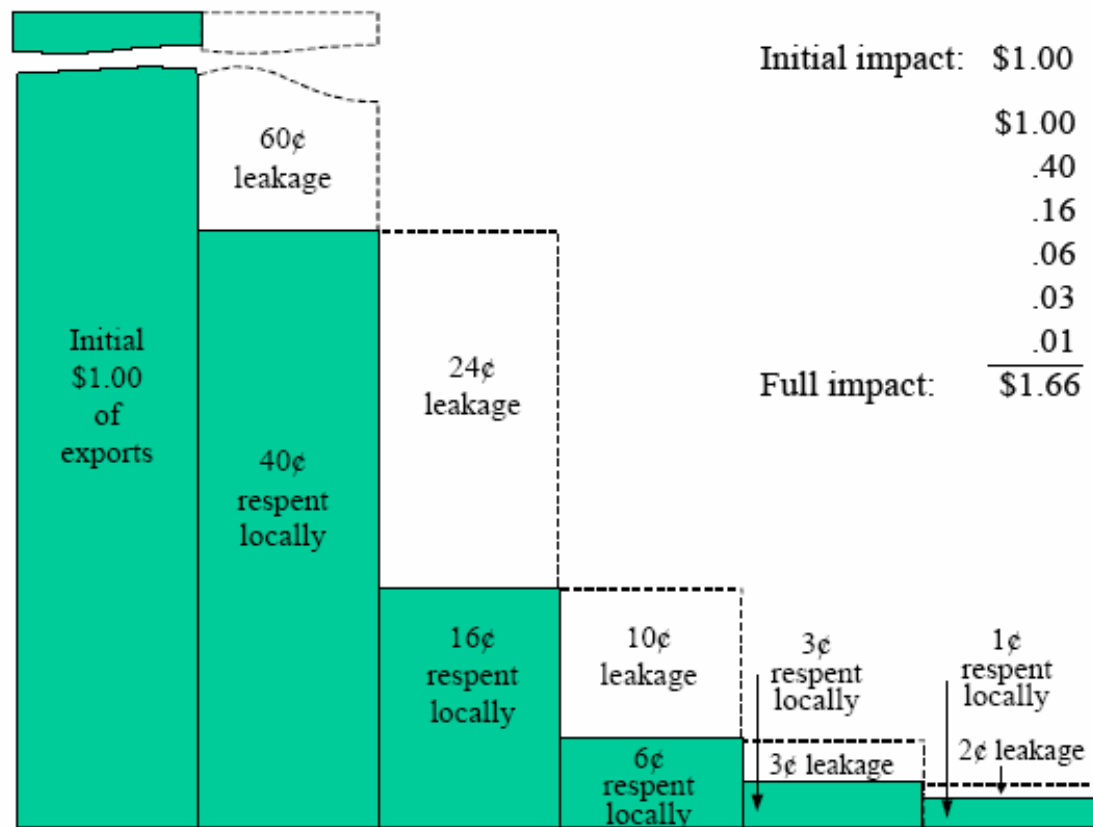 Initial impact: $1.00
$1.00
.40
.16
.06
.03
.01
Full impact: $1.66
60¢
leakage
Initial
$1.00
of
exports
40¢
respent
locally
24¢
leakage
16¢
respent
locally
10¢
leakage
6¢
respent
locally
3¢
respent
locally
3¢ leakage
1¢
respent
locally
2¢ leakage